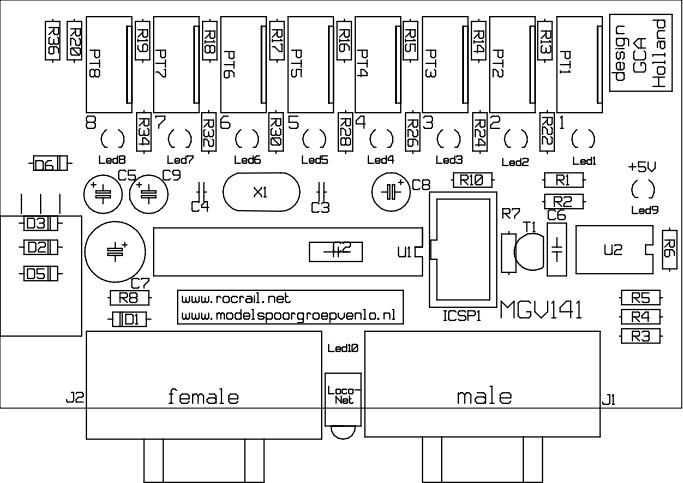 R36
R20
R19
R18
R17
R16
R15
R14
R13
design
GCA
Holland
PT8
PT7
PT6
PT5
PT4
PT3
PT2
PT1
8
7
6
5
4
3
2
1
R34
R32
R30
R28
R26
R24
R22
Led8
Led7
Led6
Led5
Led4
Led3
Led2
Led1
D6
+5V
C5
C9
C4
X1
C3
C8
R10
R1
R2
Led9
D3
D2
D5
C7
C2
U1
R7
T1
C6
U2
R6
R8
D1
www.rocrail.net
www.modelspoorgroepvenlo.nl
ICSP1
MGV141
R5
R4
R3
Led10
J2
female
Loco-
Net
male
J1